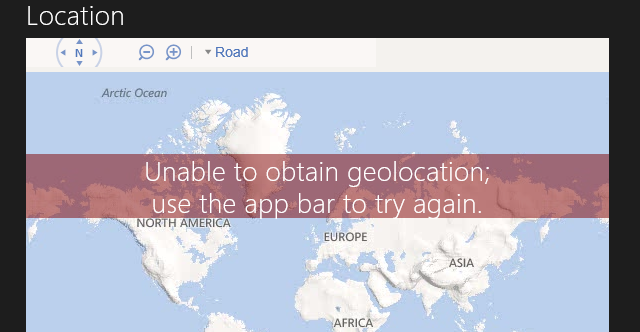 Location
N
Road
Arctic Ocean
Unable to obtain geolocation;
use the app bar to try again.
NORTH AMERICA
EUROPE
ASIA
AFRICA